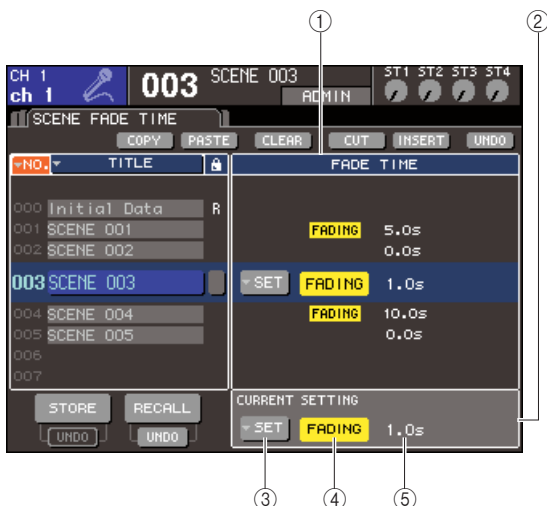 ① ②
CH 1 003 SCENE 003 ST1 ST2 ST3 ST4
ch 1 ADMIN
SCENE FADE TIME
COPY PASTE CLEAR CUT INSERT UNDO
NO. TITLE FADE TIME
000 Initial Data R
001 SCENE 001 FADING 5.0s
002 SCENE 002 0.0s
003 SCENE 003 SET FADING 1.0s
004 SCENE 004 FADING 10.0s
005 SCENE 005 0.0s
006
007
STORE RECALL CURRENT SETTING
UNDO UNDO SET FADING 1.0s
③ ④ ⑤